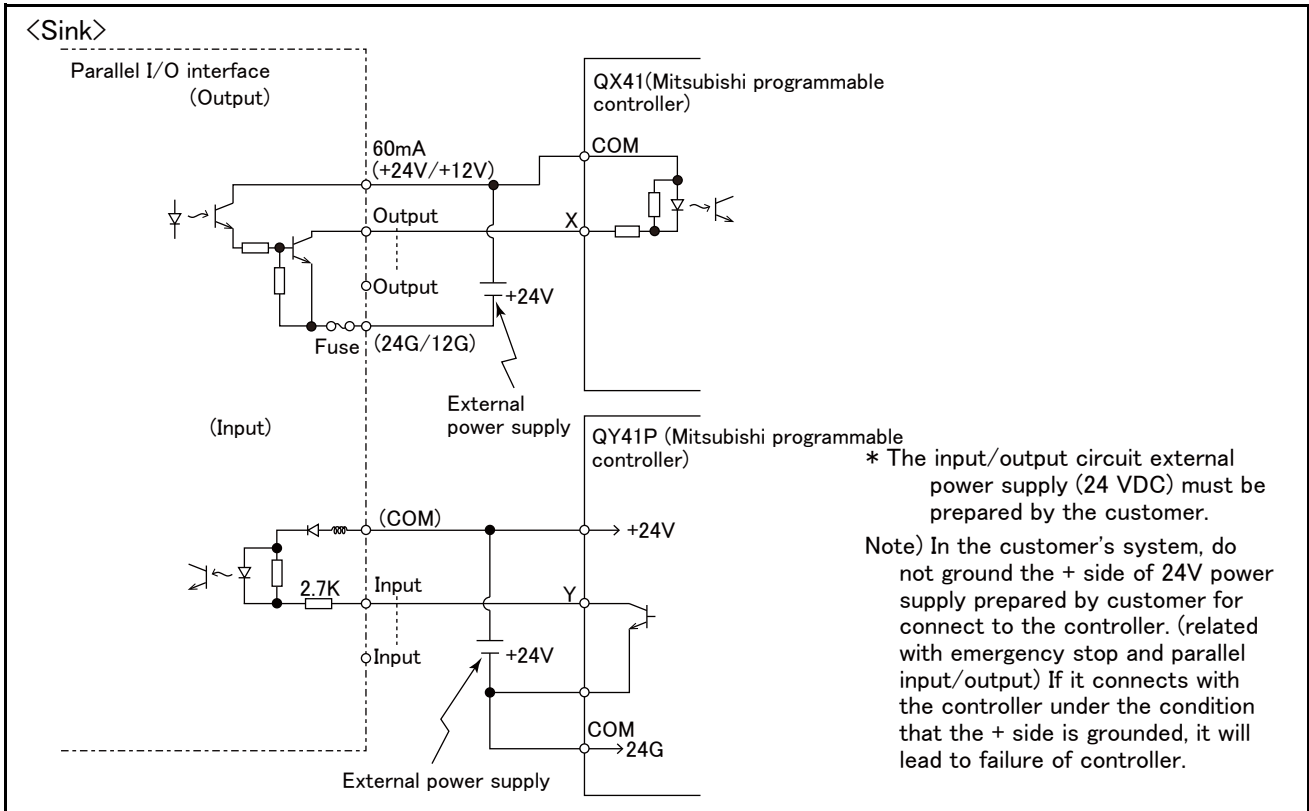 <Sink>
Parallel I/O interface
(Output)
QX41(Mitsubishi programmable
controller)
60mA
(+24V/+12V)
COM
Output
X
Output
+24V
Fuse
(24G/12G)
External
power supply
(Input)
QY41P (Mitsubishi programmable
controller)
(COM)
+24V
2.7K
Input
Y
Input
+24V
COM
24G
External power supply
* The input/output circuit external
power supply (24 VDC) must be
prepared by the customer.
Note) In the customer's system, do
not ground the + side of 24V power
supply prepared by customer for
connect to the controller. (related
with emergency stop and parallel
input/output) If it connects with
the controller under the condition
that the + side is grounded, it will
lead to failure of controller.